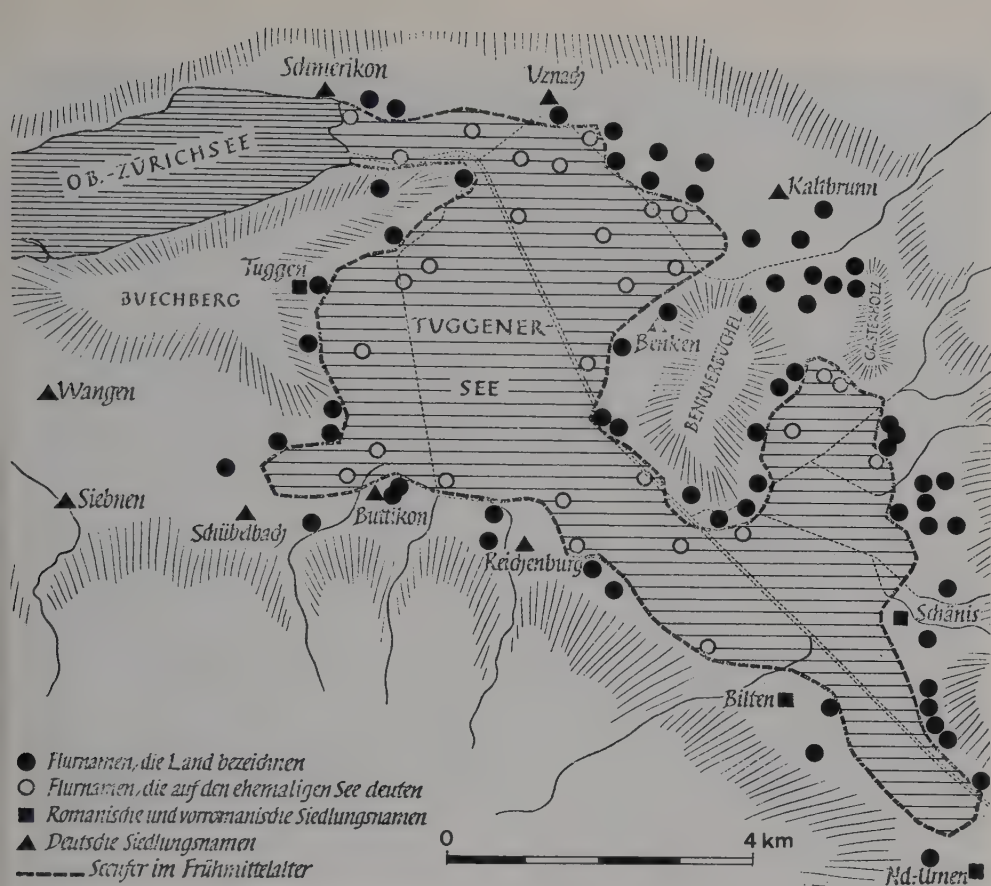 Schmerikon
Uznach
OB.-ZÜRICHSEE
Kaltbrunn
Tuggen
BUECHBERG
GASTERHOLZ
TUGGENER-
Benken
BENKNERBÜCHEL
SEE
Wangen
Siebnen
Schübelbach
Buttikon
Reichenburg
Schänis
Bilten
Flurnamen, die Land bezeichnen
Flurnamen, die auf den ehemaligen See deuten
Romanische und vorromanische Siedlungsnamen
Deutsche Siedlungsnamen
Seeufer im Frühmittelalter
0 4 km
Nd-Urnen